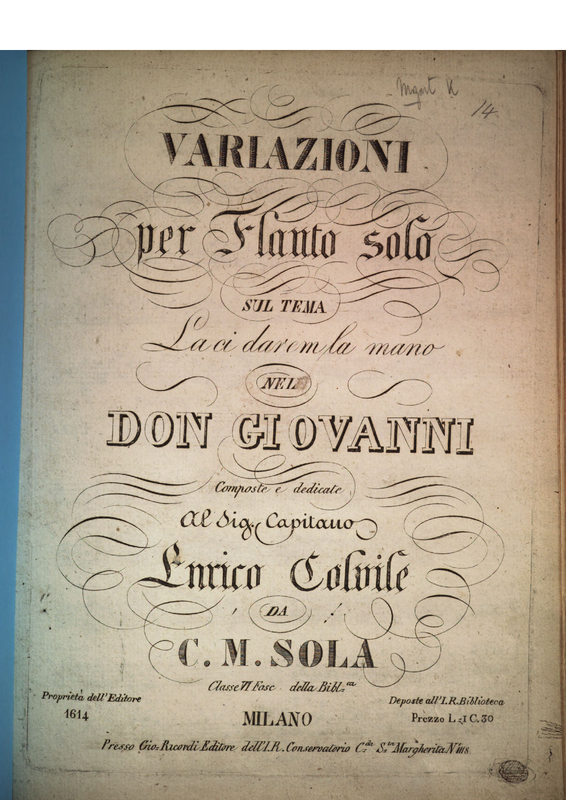 14
VARIAZIONI
per Flauto solo
SUL TEMA
La ci darem la mano
NEL
DON GIOVANNI
Composte e dedicate
Al Sig. Capitano
Enrico Colvile
DA
C. M. SOLA
Classe VI Fasc della Bibl.ca
Proprietà dell'Editore
Deposte all'I.R. Biblioteca
1614
MILANO
Prezzo L 1 C. 30
Presso Gio: Ricordi Editore dell'I.R. Conservatorio C.da S.ta Margherita N. 1118